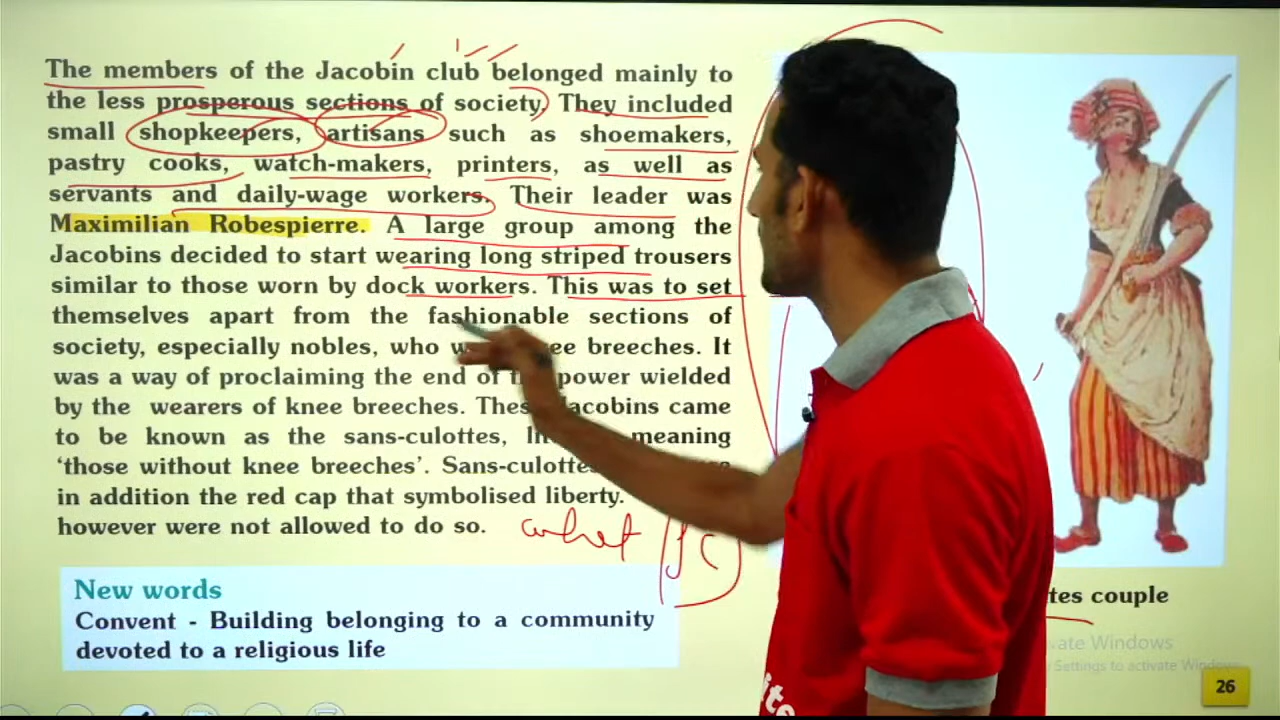 The members of the Jacobin club belonged mainly to
the less prosperous sections of society. They included
small shopkeepers, artisans such as shoemakers,
pastry cooks, watch-makers, printers, as well as
servants and daily-wage workers. Their leader was
Maximilian Robespierre. A large group among the
Jacobins decided to start wearing long striped trousers
similar to those worn by dock workers. This was to set
themselves apart from the fashionable sections of
society, especially nobles, who breeches. It
was a way of proclaiming the end of power wielded
by the wearers of knee breeches. Jacobins came
to be known as the sans-culottes, meaning
‘those without knee breeches’.
in addition the red cap that symbolised liberty.
however were not allowed to do so.
what
New words
Convent - Building belonging to a community
devoted to a religious life
couple
Windows
Settings to activate Windows
26